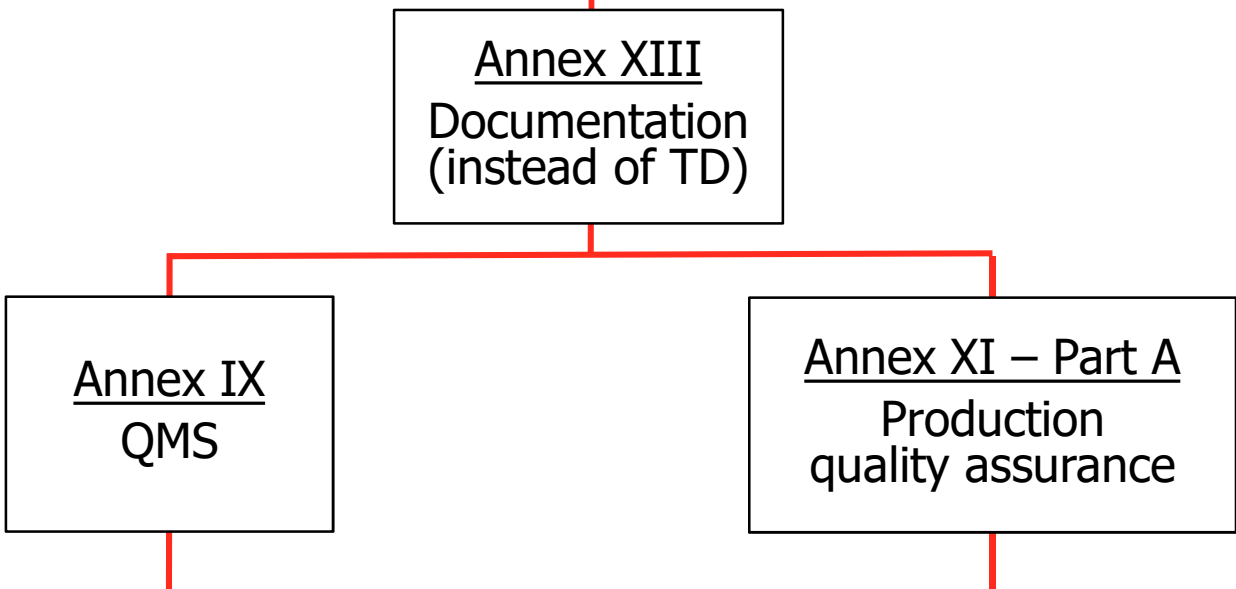 Annex XIII
Documentation
(instead of TD)
Annex IX
QMS
Annex XI – Part A
Production
quality assurance